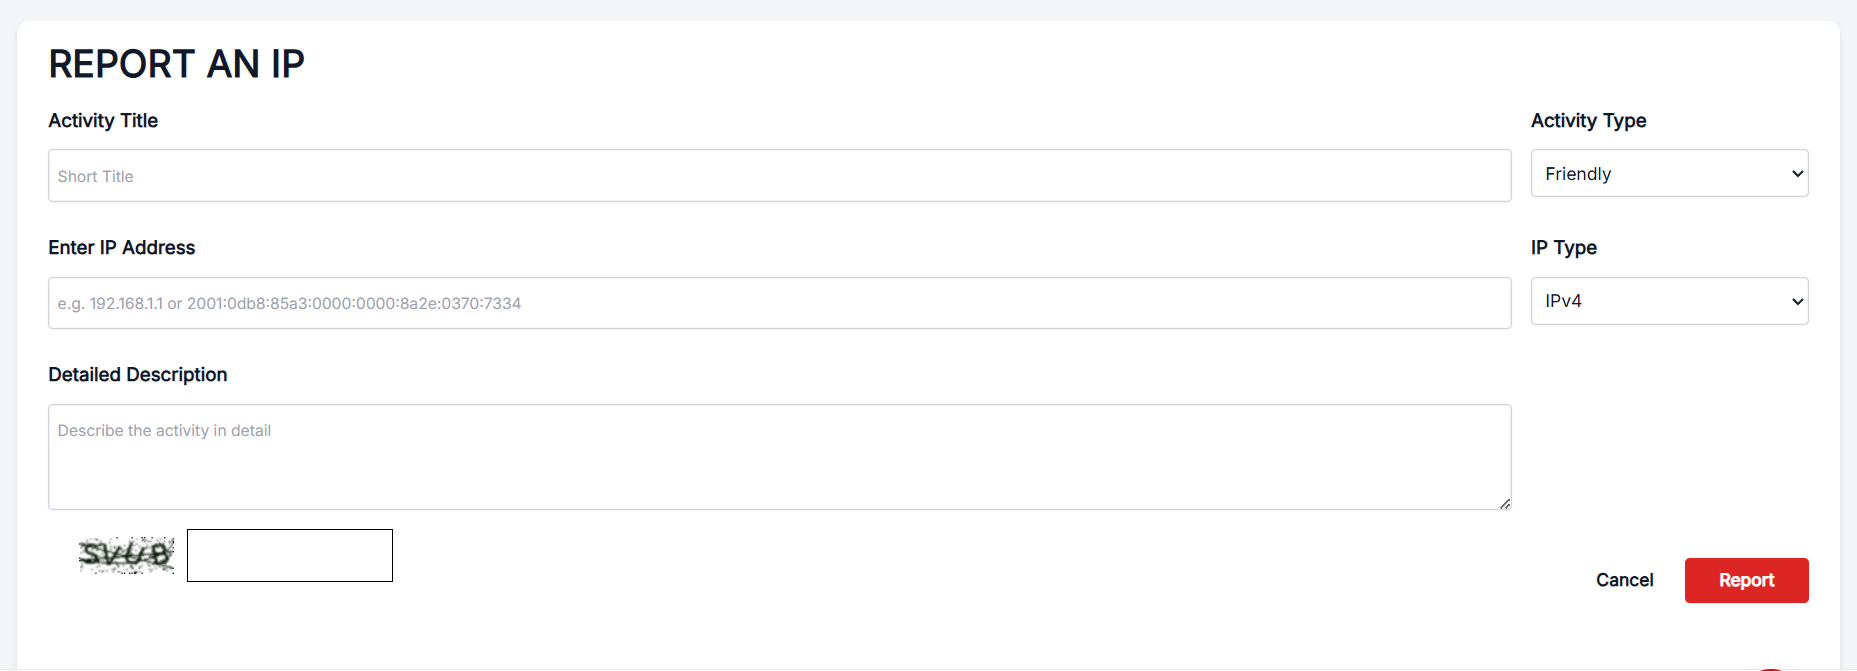 REPORT AN IP
Activity Title
Activity Type
Short Title
Friendly
Enter IP Address
IP Type
e.g. 192.168.1.1 or 2001:0db8:85a3:0000:0000:8a2e:0370:7334
IPv4
Detailed Description
Describe the activity in detail
SVUB
Cancel
Report